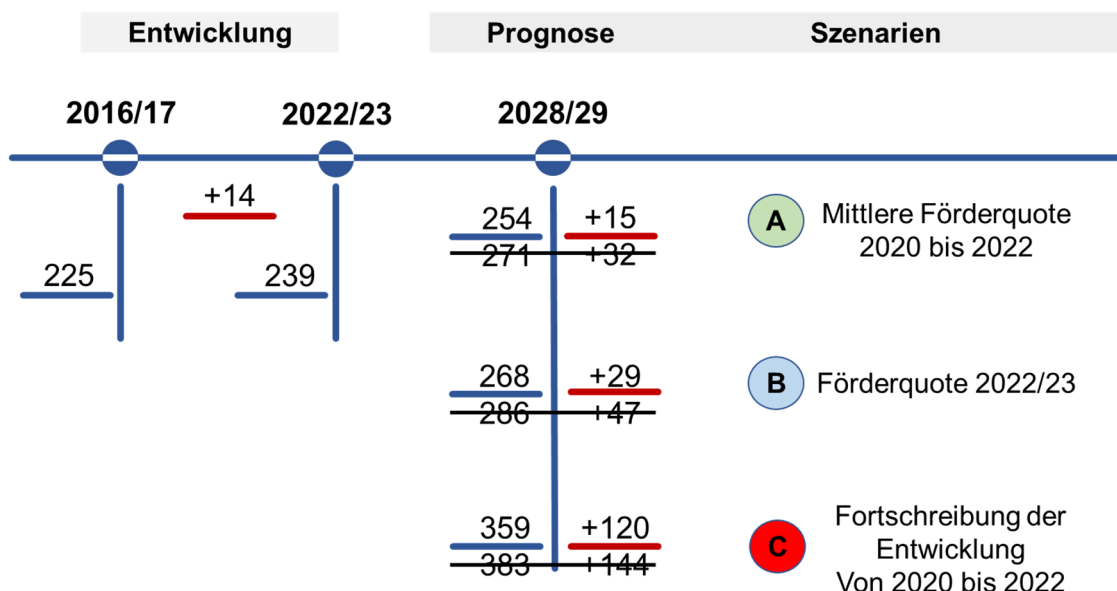 Entwicklung
Prognose
Szenarien
2016/17
2022/23
2028/29
+14
225
239
254
+15
271
+32
A
Mittlere Förderquote
2020 bis 2022
268
+29
286
+47
B
Förderquote 2022/23
359
+120
383
+144
C
Fortschreibung der
Entwicklung
Von 2020 bis 2022